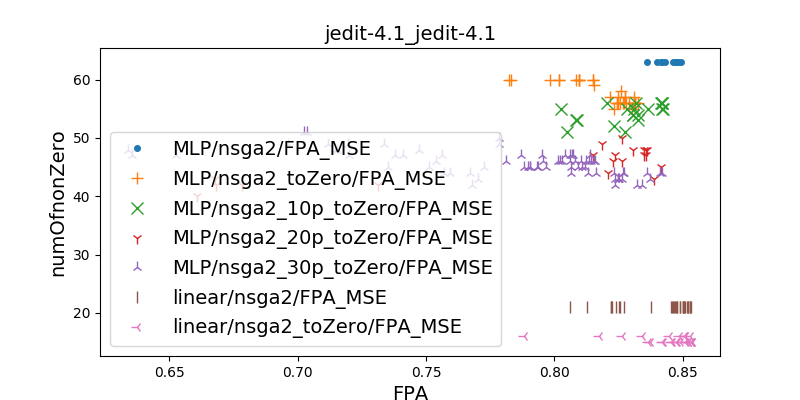 jedit-4.1_jedit-4.1
numOfnonZero
60
50
40
30
20
MLP/nsga2/FPA_MSE
MLP/nsga2_toZero/FPA_MSE
MLP/nsga2_10p_toZero/FPA_MSE
MLP/nsga2_20p_toZero/FPA_MSE
MLP/nsga2_30p_toZero/FPA_MSE
linear/nsga2/FPA_MSE
linear/nsga2_toZero/FPA_MSE
0.65 0.70 0.75 0.80 0.85
FPA